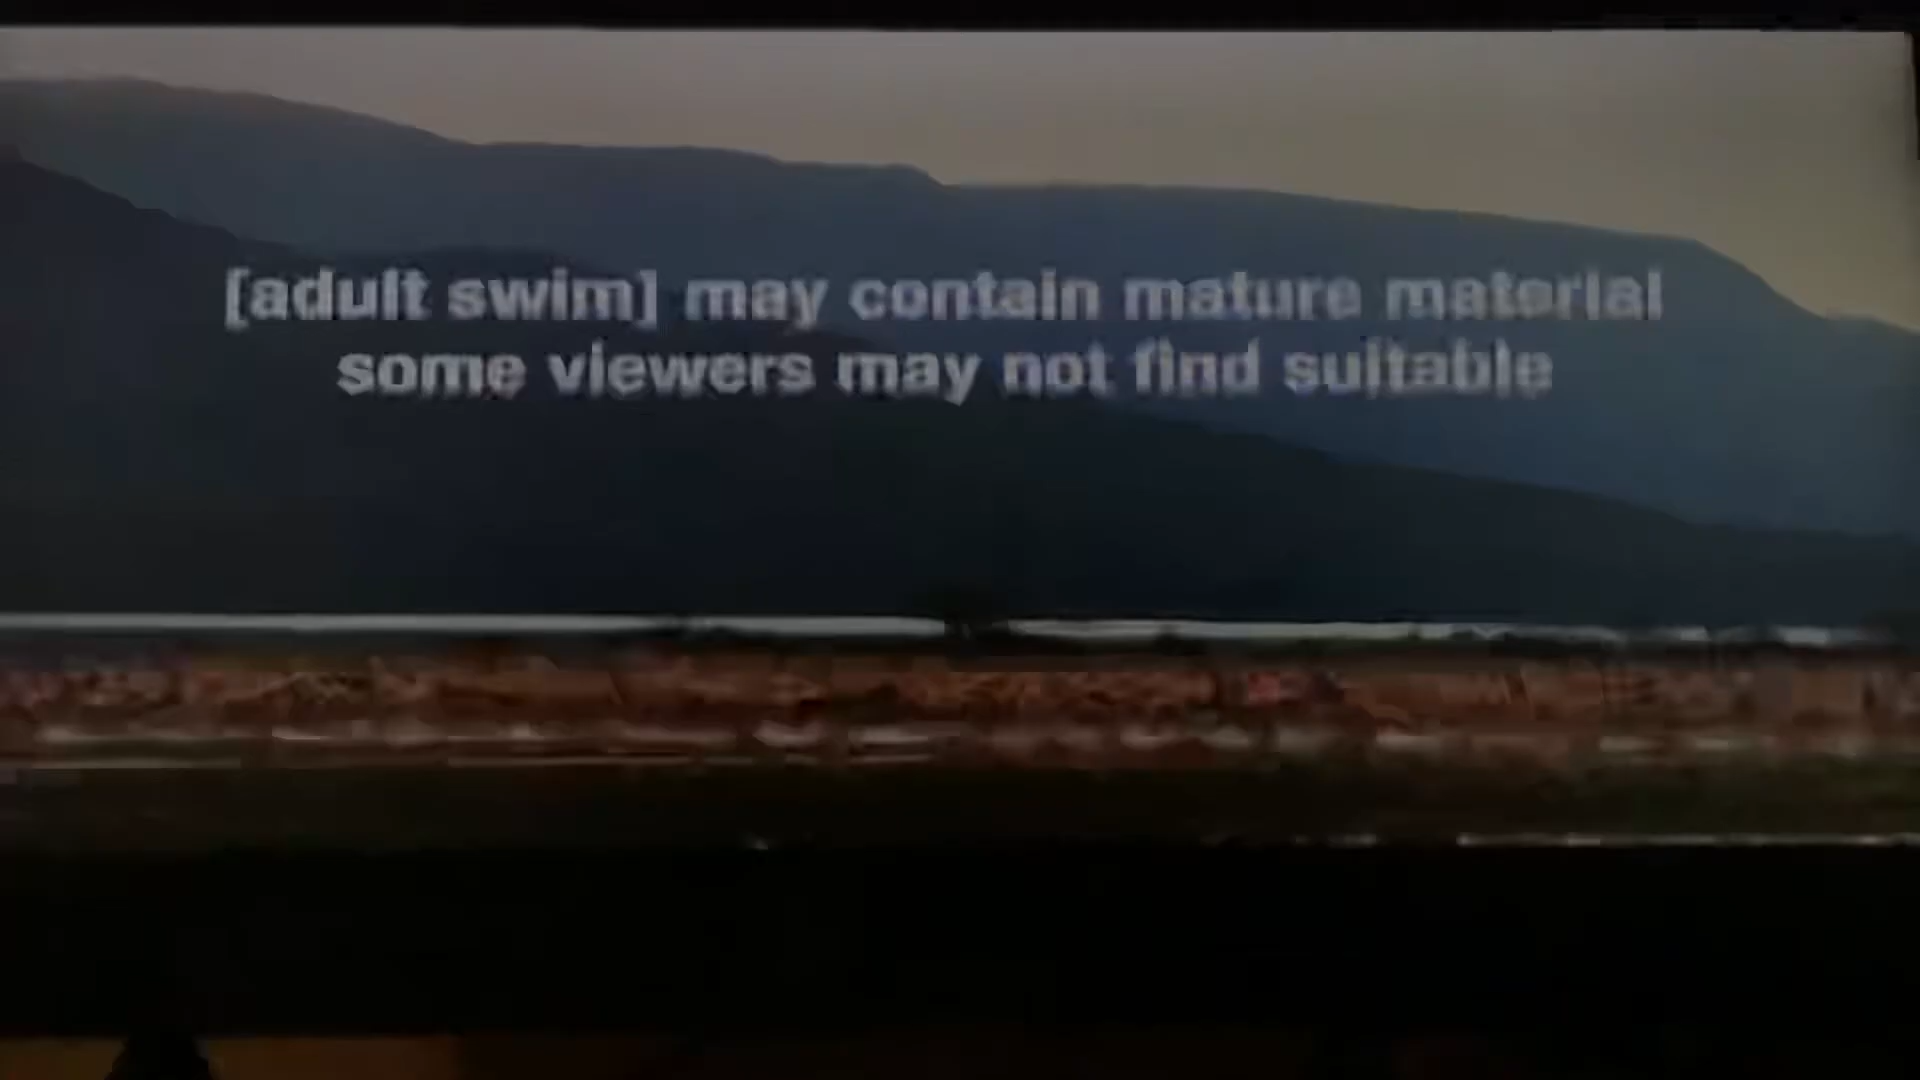 [adult swim] may contain mature material
some viewers may not find suitable